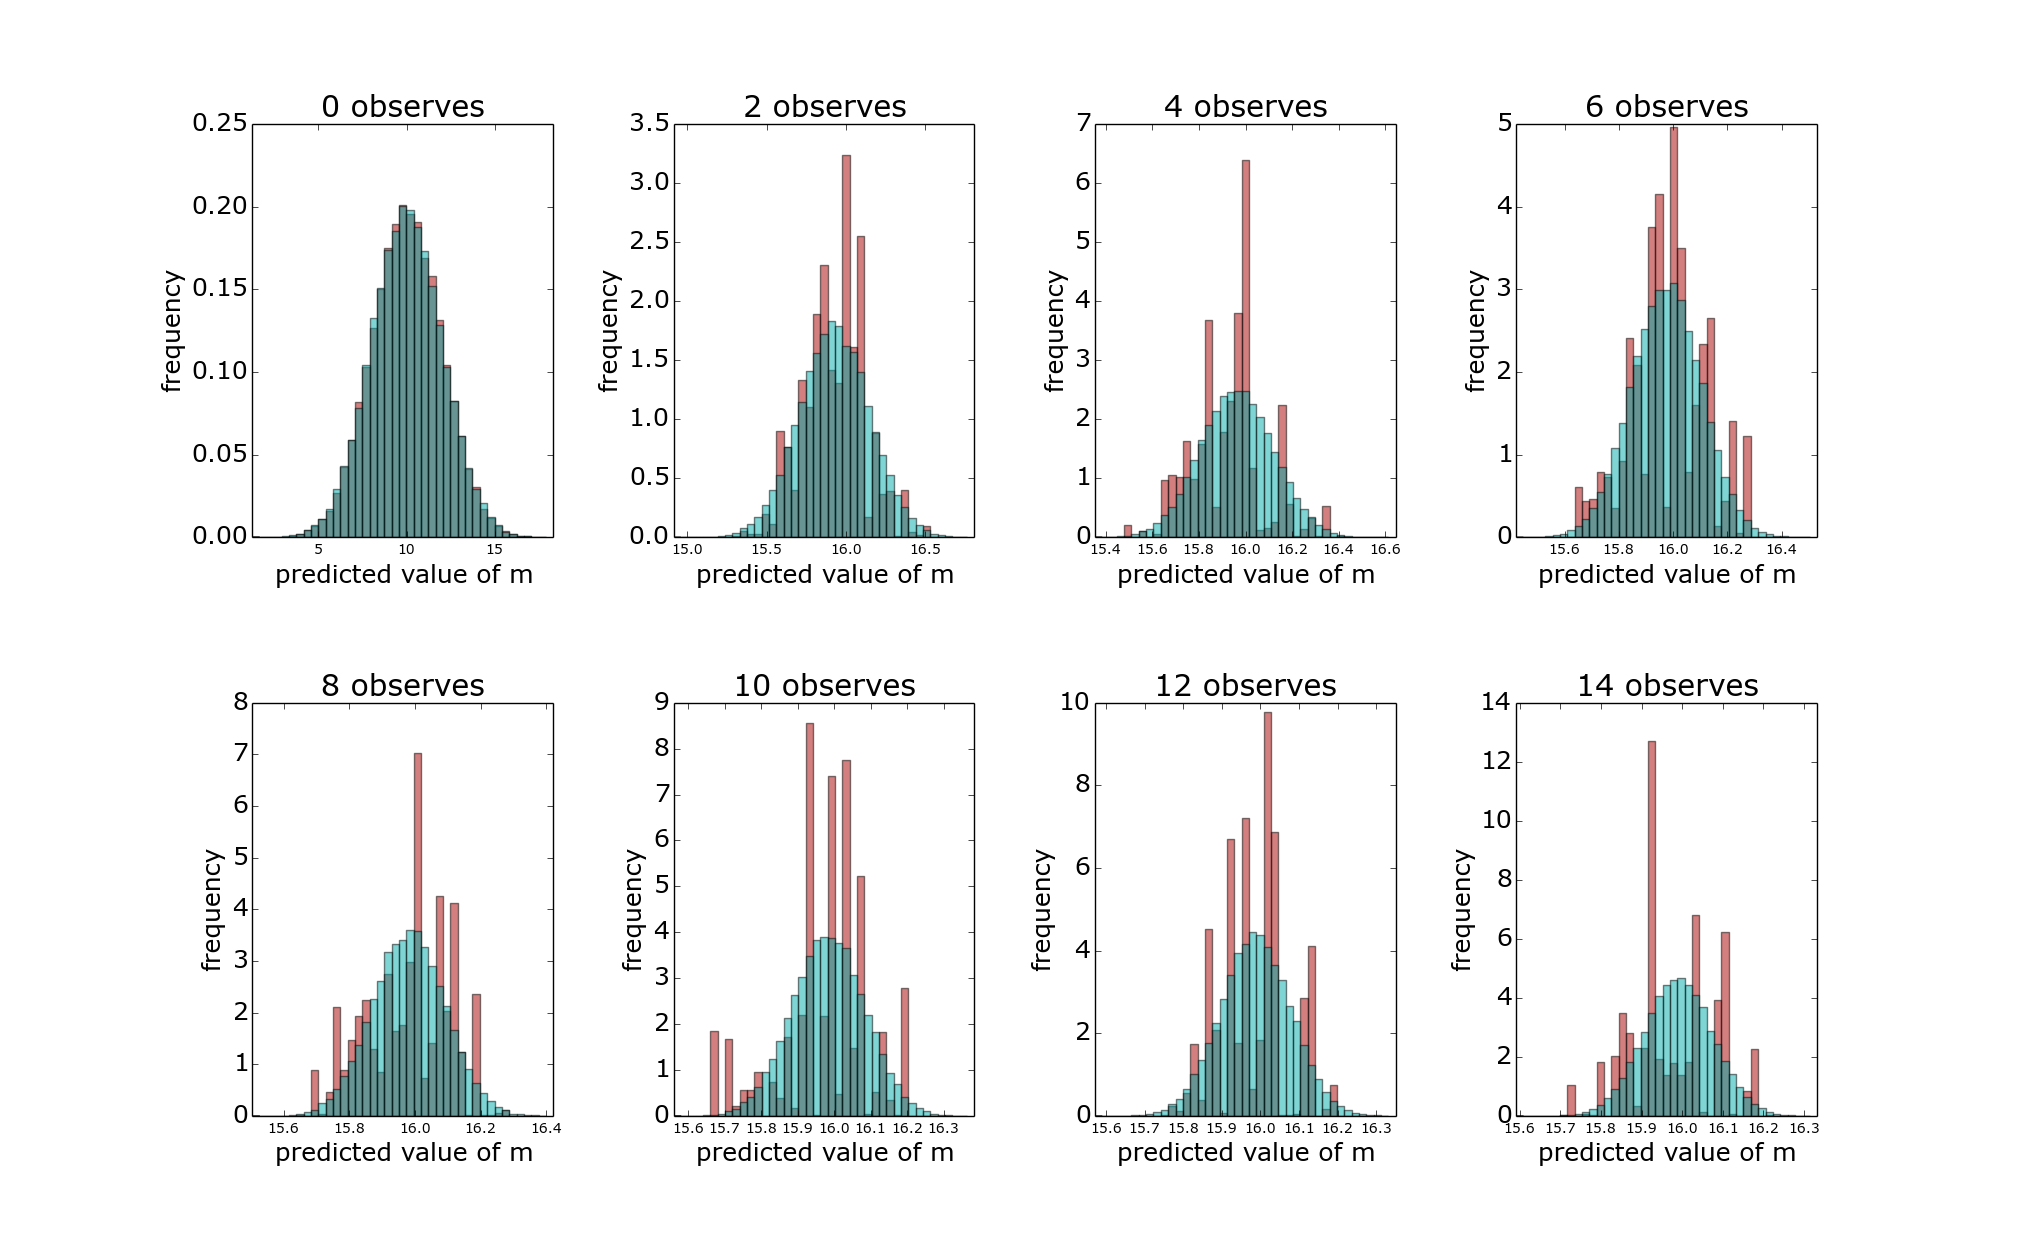 0 observes
0.25
0.20
0.15
0.10
0.05
0.00
frequency
5 10 15
predicted value of m
2 observes
3.5
3.0
2.5
2.0
1.5
1.0
0.5
0.0
frequency
15.0 15.5 16.0 16.5
predicted value of m
4 observes
7
6
5
4
3
2
1
0
frequency
15.4 15.6 15.8 16.0 16.2 16.4 16.6
predicted value of m
6 observes
5
4
3
2
1
0
frequency
15.6 15.8 16.0 16.2 16.4
predicted value of m
8 observes
8
7
6
5
4
3
2
1
0
frequency
15.6 15.8 16.0 16.2 16.4
predicted value of m
10 observes
9
8
7
6
5
4
3
2
1
0
frequency
15.6 15.7 15.8 15.9 16.0 16.1 16.2 16.3
predicted value of m
12 observes
10
8
6
4
2
0
frequency
15.6 15.7 15.8 15.9 16.0 16.1 16.2 16.3
predicted value of m
14 observes
14
12
10
8
6
4
2
0
frequency
15.6 15.7 15.8 15.9 16.0 16.1 16.2 16.3
predicted value of m